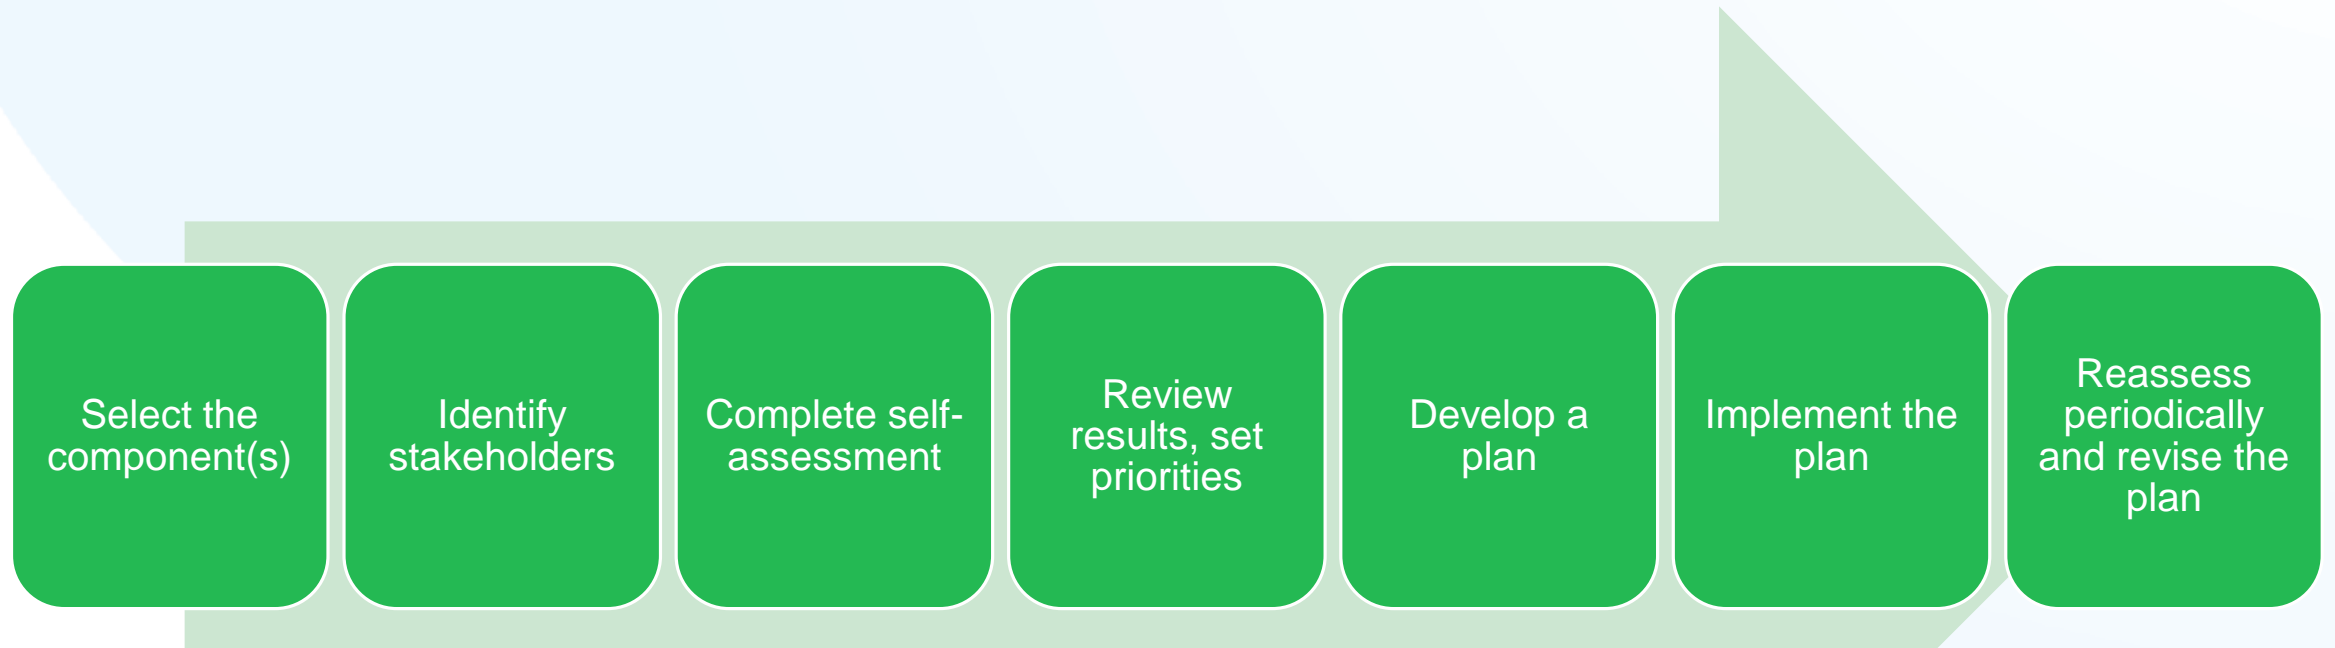 Select the
component(s)
Identify
stakeholders
Complete self-
assessment
Review
results, set
priorities
Develop a
plan
Implement the
plan
Reassess
periodically
and revise the
plan